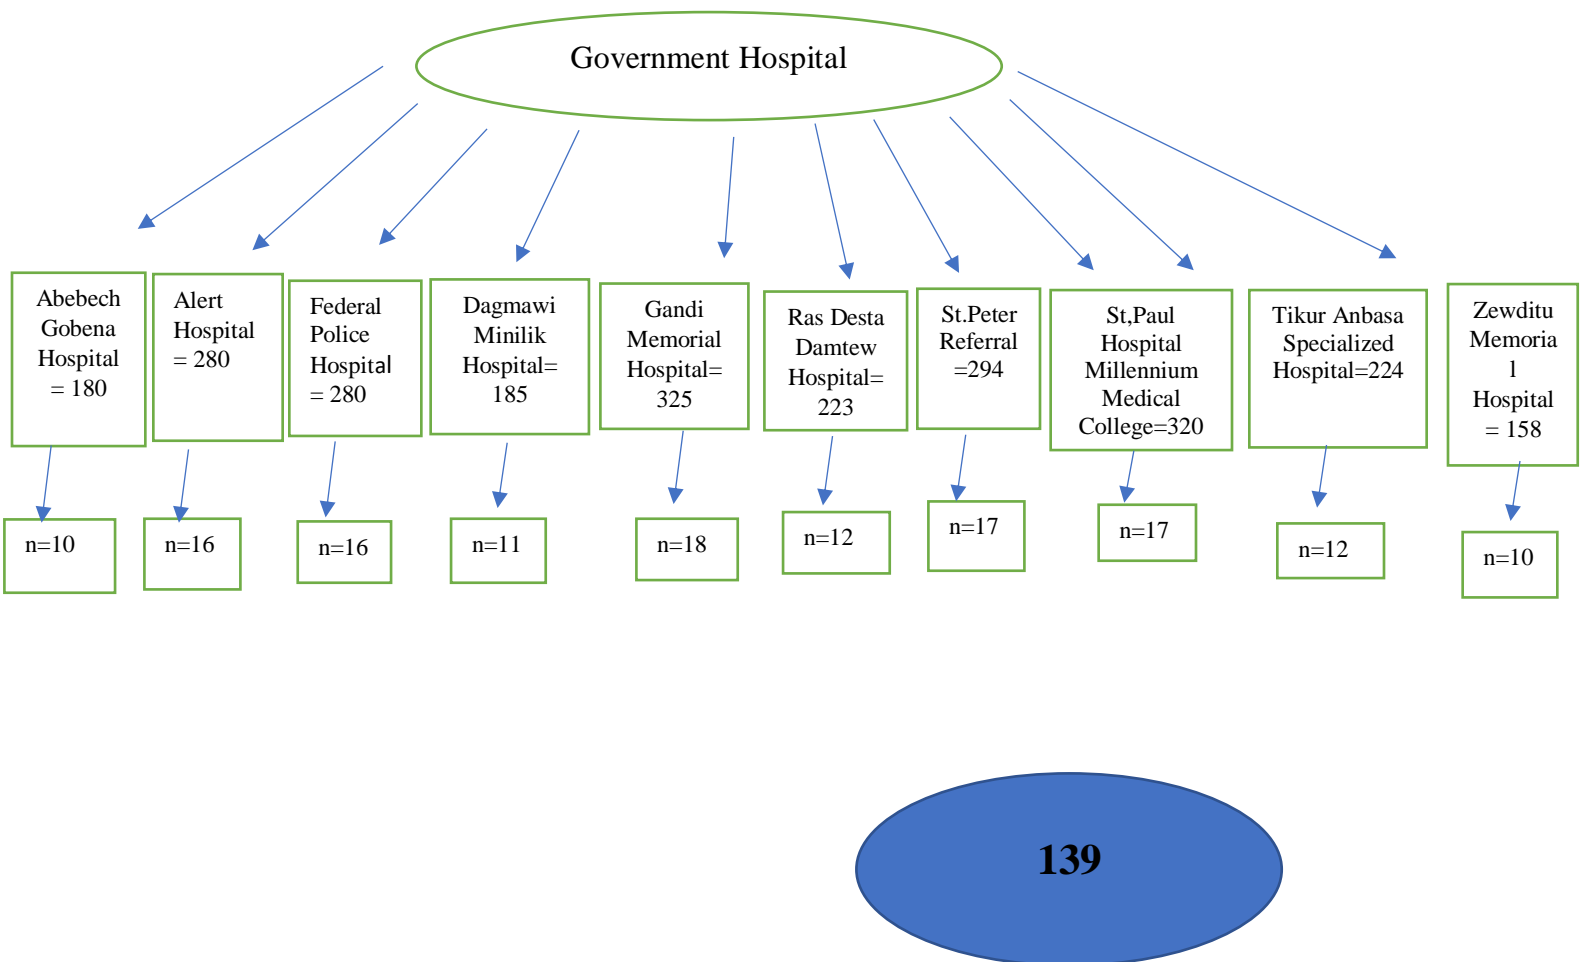 Government Hospital
Abebech
Gobena
Hospital
= 180
Alert
Hospital
= 280
Federal
Police
Hospital
= 280
Dagmawi
Minilik
Hospital=
185
Gandi
Memorial
Hospital=
325
Ras Desta
Damtew
Hospital=
223
St.Peter
Referral
=294
St,Paul
Hospital
Millennium
Medical
College=320
Tikur Anbasa
Specialized
Hospital=224
Zewditu
Memoria
l
Hospital
= 158
n=10
n=16
n=16
n=11
n=18
n=12
n=17
n=17
n=12
n=10
139